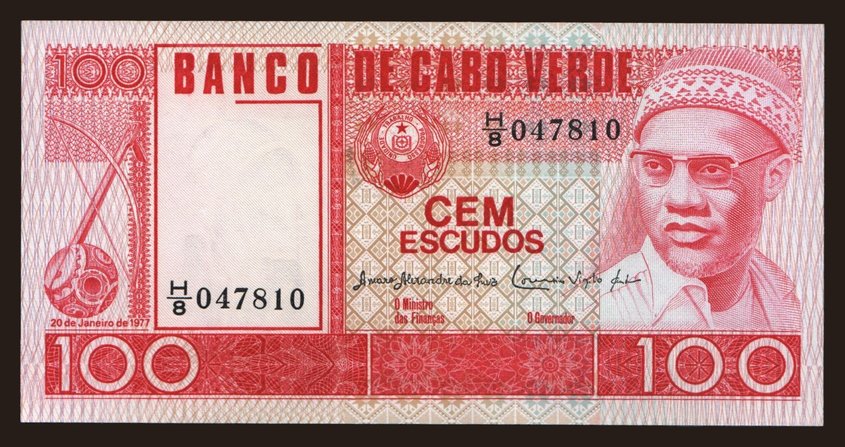 100
BANCO DE CABO VERDE
H/8 047810
CEM
ESCUDOS
H/8 047810
O Ministro
das Finanças
O Governador
20 de Janeiro de 1977
100
100